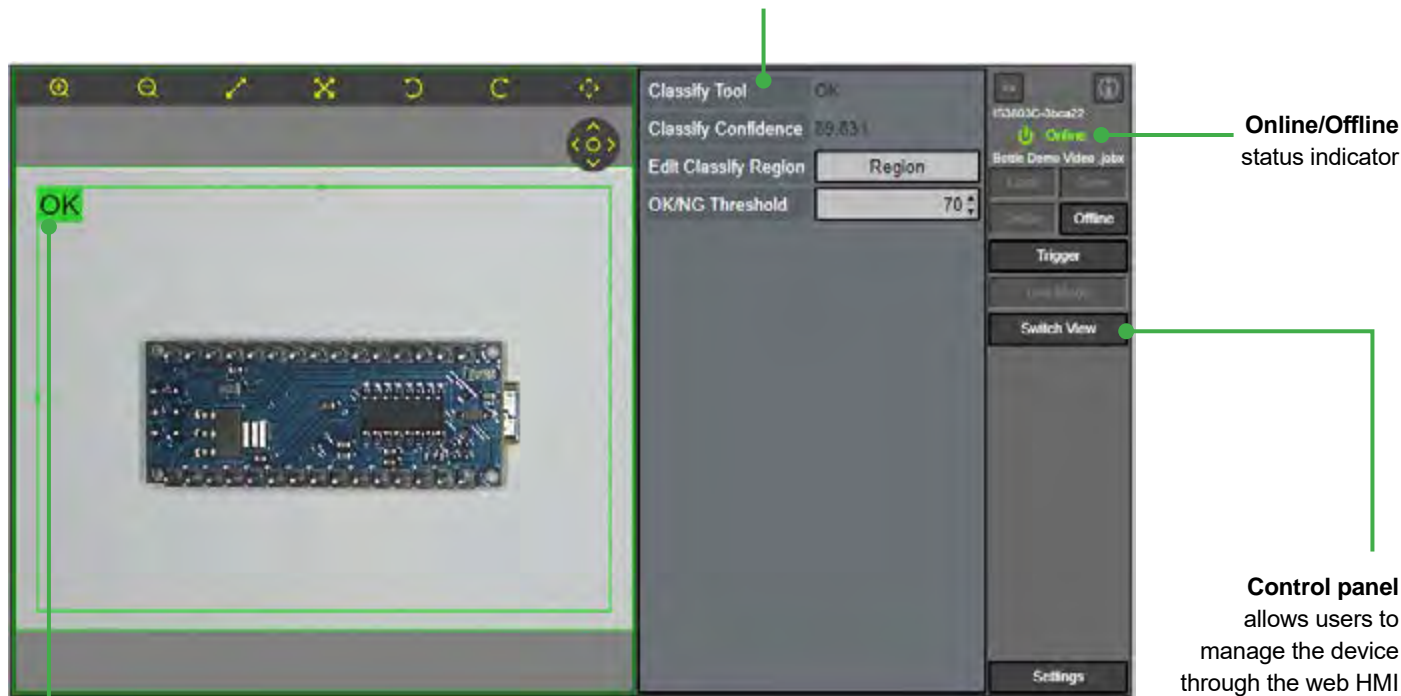 Classify Tool OK
Classify Confidence
Edit Classify Region Region
OK/NG Threshold 70
OK
Online
Bottle Demo Video .jobx
Offline
Trigger
Live Mode
Switch View
Settings
Online/Offline
status indicator
Control panel
allows users to
manage the device
through the web HMI